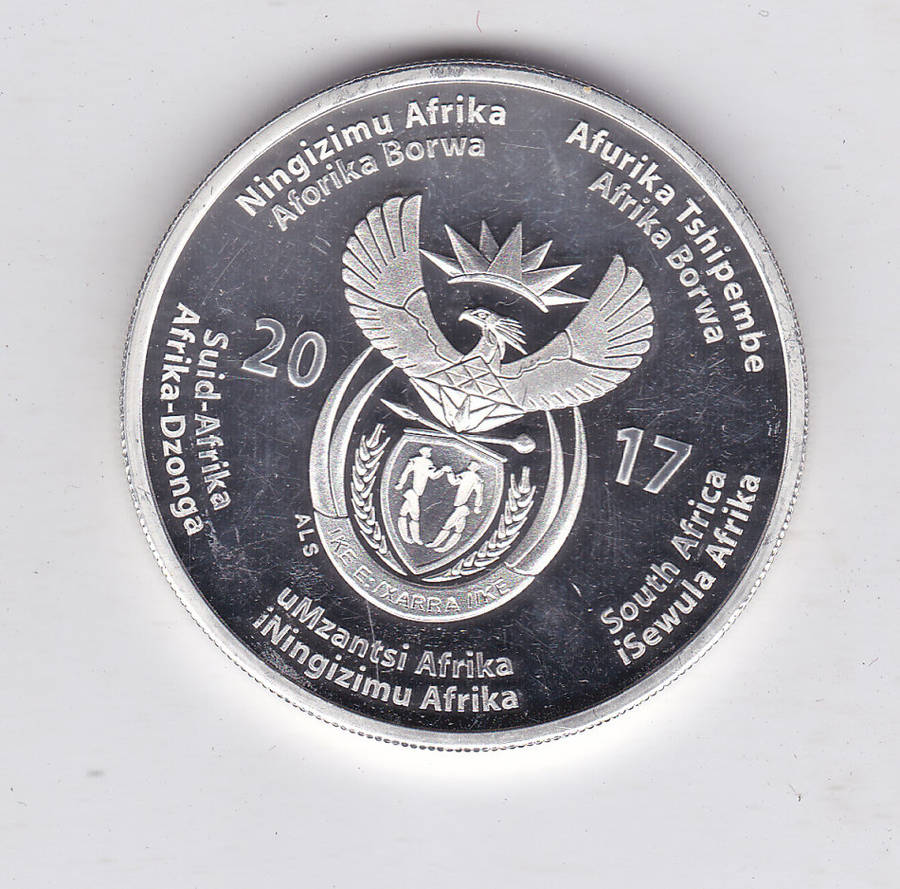 Ningizimu Afrika
Aforika Borwa
Afurika Tshipembe
Afrika Borwa
20
17
Suid-Afrika
Afrika-Dzonga
South Africa
iSewula Afrika
ALS
!KE E: /XARRA //KE
uMzantsi Afrika
iNingizimu Afrika